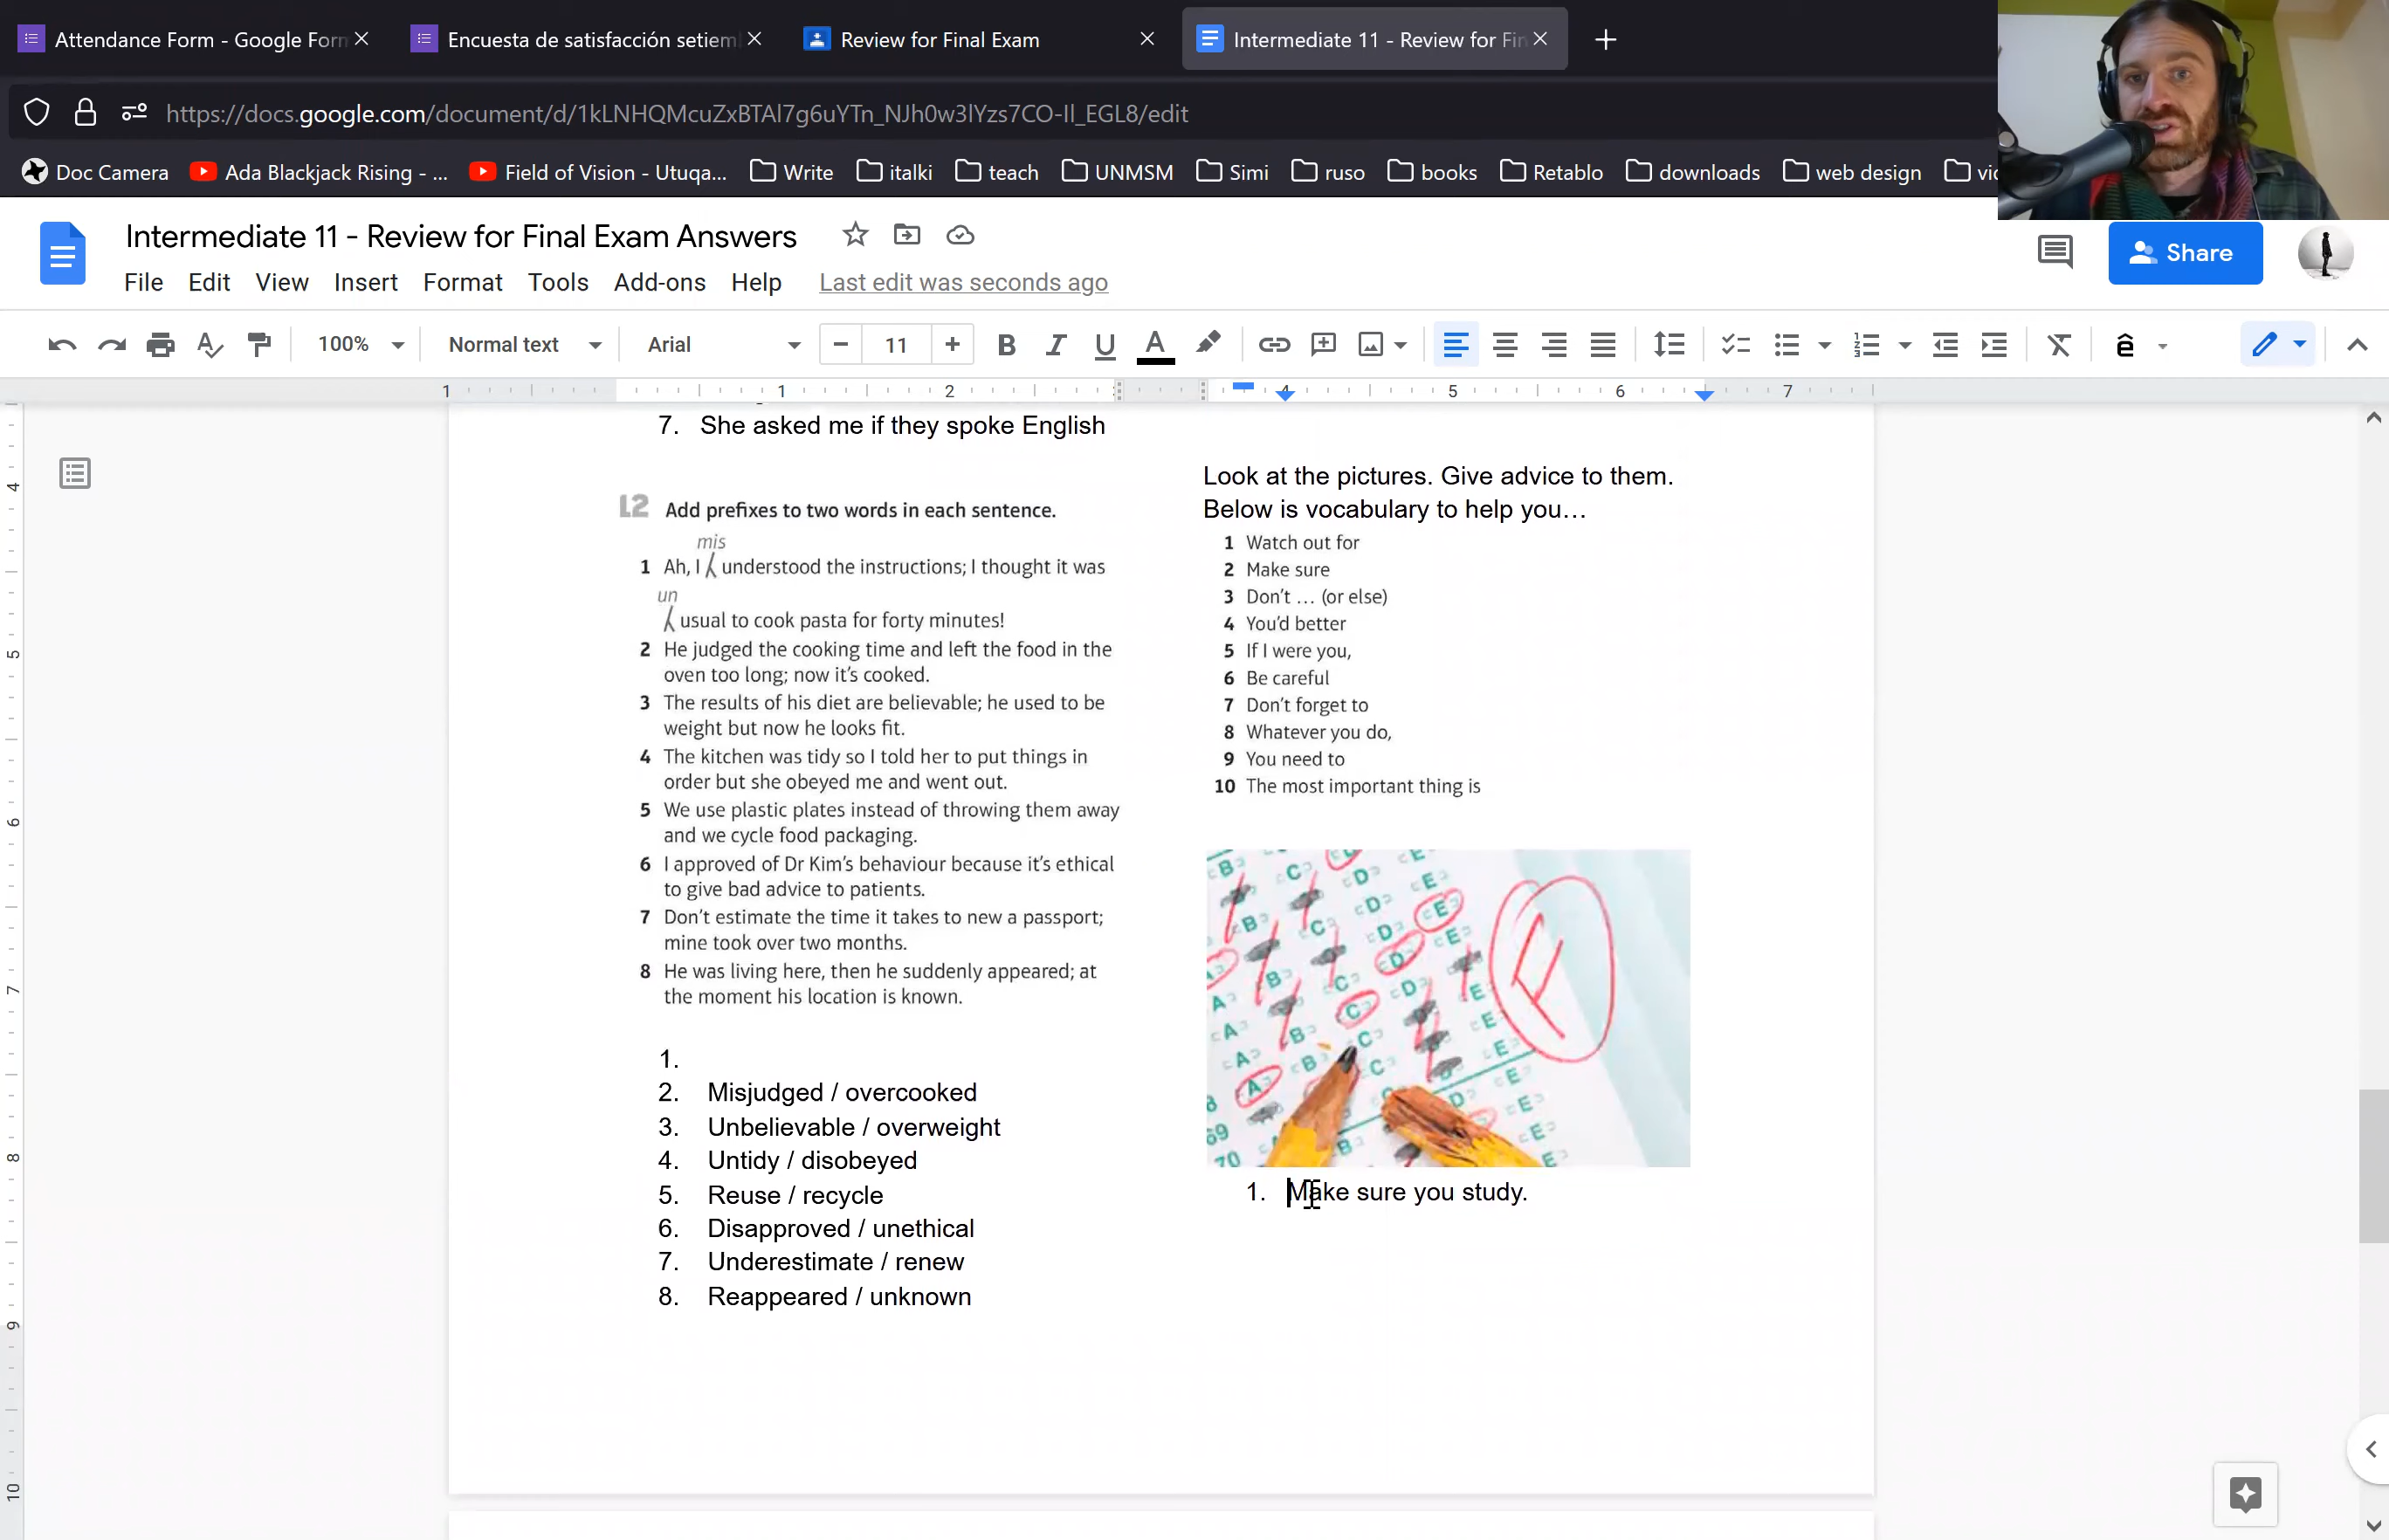 Attendance Form - Google Form
Encuesta de satisfacción setiem
Review for Final Exam
Intermediate 11 - Review for Fin
https://docs.google.com/document/d/1kLNHQMcuZxBTAl7g6uYTn_NJh0w3lYzs7CO-Il_EGL8/edit
Doc Camera
Ada Blackjack Rising - ...
Field of Vision - Utuqa...
Write
italki
teach
UNMSM
Simi
ruso
books
Retablo
downloads
web design
Intermediate 11 - Review for Final Exam Answers
Share
File Edit View Insert Format Tools Add-ons Help Last edit was seconds ago
100% Normal text Arial 11
1 1 2 4 5 6 7
7. She asked me if they spoke English
L2 Add prefixes to two words in each sentence.
mis
1 Ah, I understood the instructions; I thought it was
un
usual to cook pasta for forty minutes!
2 He judged the cooking time and left the food in the
oven too long; now it's cooked.
3 The results of his diet are believable; he used to be
weight but now he looks fit.
4 The kitchen was tidy so I told her to put things in
order but she obeyed me and went out.
5 We use plastic plates instead of throwing them away
and we cycle food packaging.
6 I approved of Dr Kim's behaviour because it's ethical
to give bad advice to patients.
7 Don't estimate the time it takes to new a passport;
mine took over two months.
8 He was living here, then he suddenly appeared; at
the moment his location is known.
1.
2. Misjudged / overcooked
3. Unbelievable / overweight
4. Untidy / disobeyed
5. Reuse / recycle
6. Disapproved / unethical
7. Underestimate / renew
8. Reappeared / unknown
Look at the pictures. Give advice to them.
Below is vocabulary to help you…
1 Watch out for
2 Make sure
3 Don't … (or else)
4 You'd better
5 If I were you,
6 Be careful
7 Don't forget to
8 Whatever you do,
9 You need to
10 The most important thing is
F
69
70
1. Make sure you study.